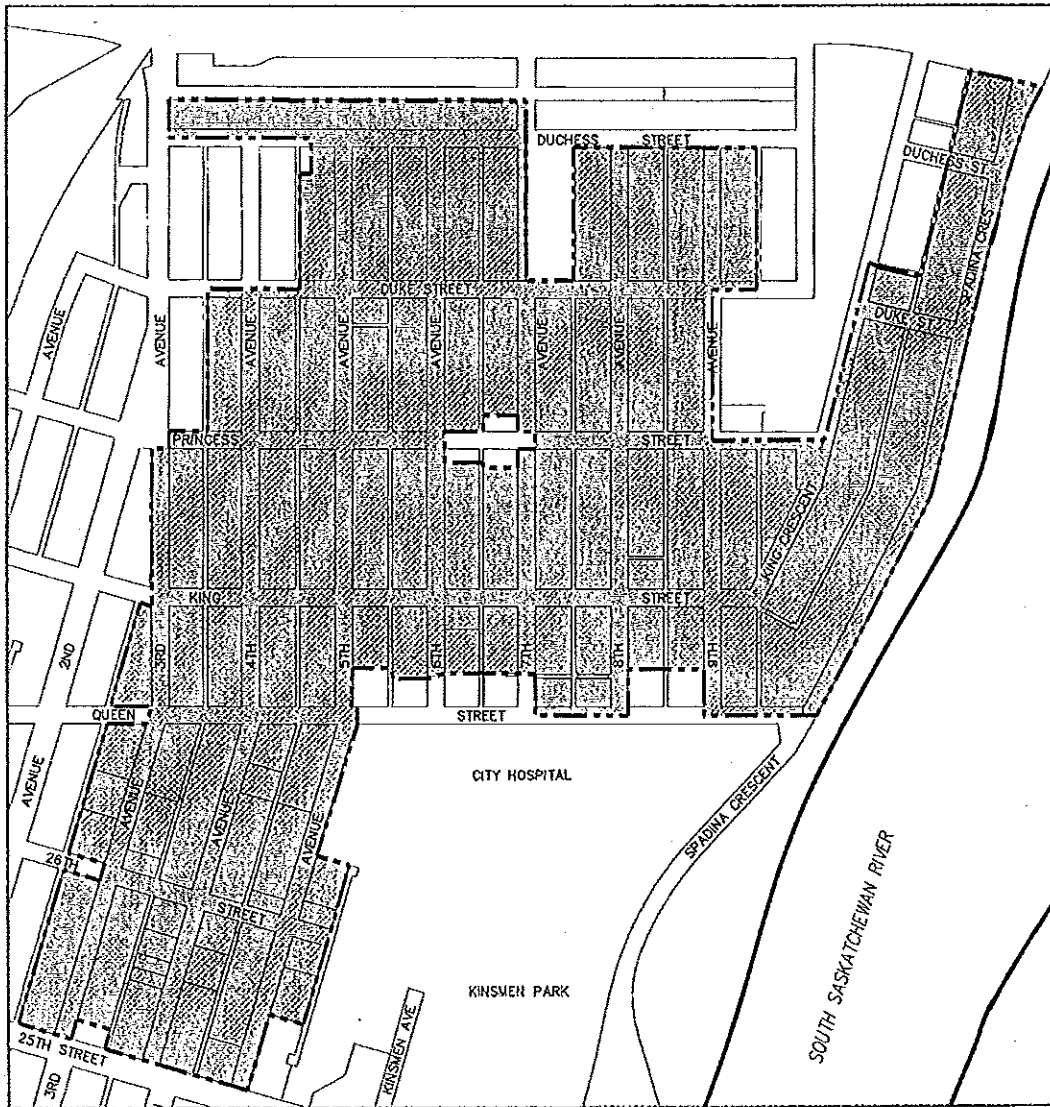 DUCHESS STREET
DUCHESS ST.
SPADINA CRES
DUKE STREET
DUKE ST.
AVENUE
AVENUE
AVENUE
AVENUE
AVENUE
AVENUE
AVENUE
AVENUE
PRINCESS STREET
KING CRESCENT
KING STREET
2ND
3RD
4TH
5TH
6TH
7TH
8TH
9TH
QUEEN STREET
AVENUE
AVENUE
AVENUE
AVENUE
CITY HOSPITAL
SPADINA CRESCENT
26TH STREET
KINSMEN PARK
SOUTH SASKATCHEWAN RIVER
25TH STREET
3RD
KINSMEN AVE